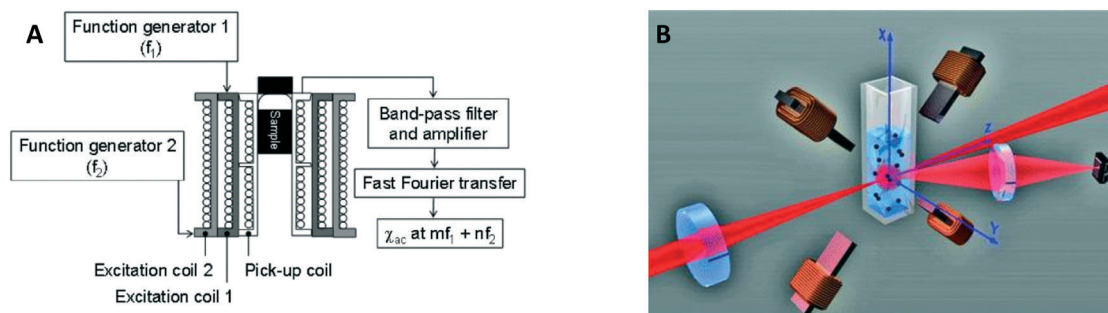 A
Function generator 1
(f₁)
Function generator 2
(f₂)
Sample
Band-pass filter
and amplifier
Fast Fourier transfer
χac at mf₁ + nf₂
Excitation coil 2
Pick-up coil
Excitation coil 1
B
X
Z
Y